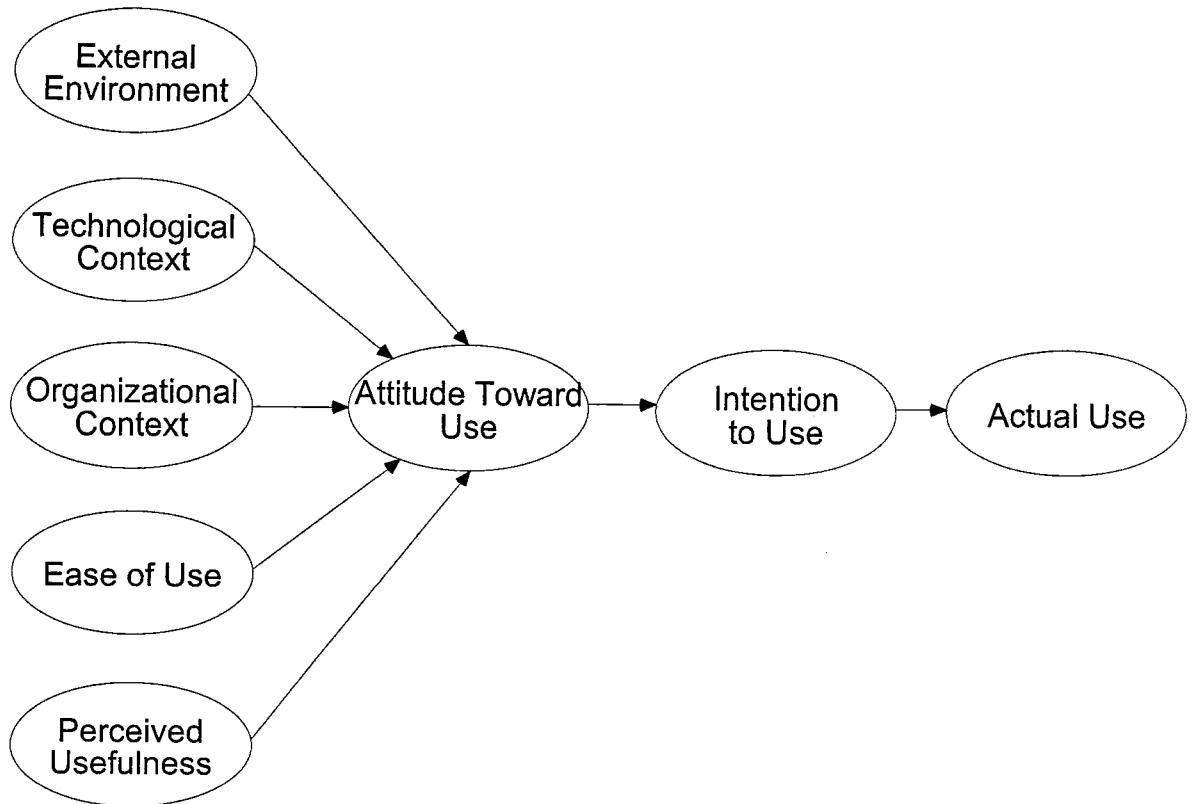 External
Environment
Technological
Context
Organizational
Context
Ease of Use
Perceived
Usefulness
Attitude Toward
Use
Intention
to Use
Actual Use